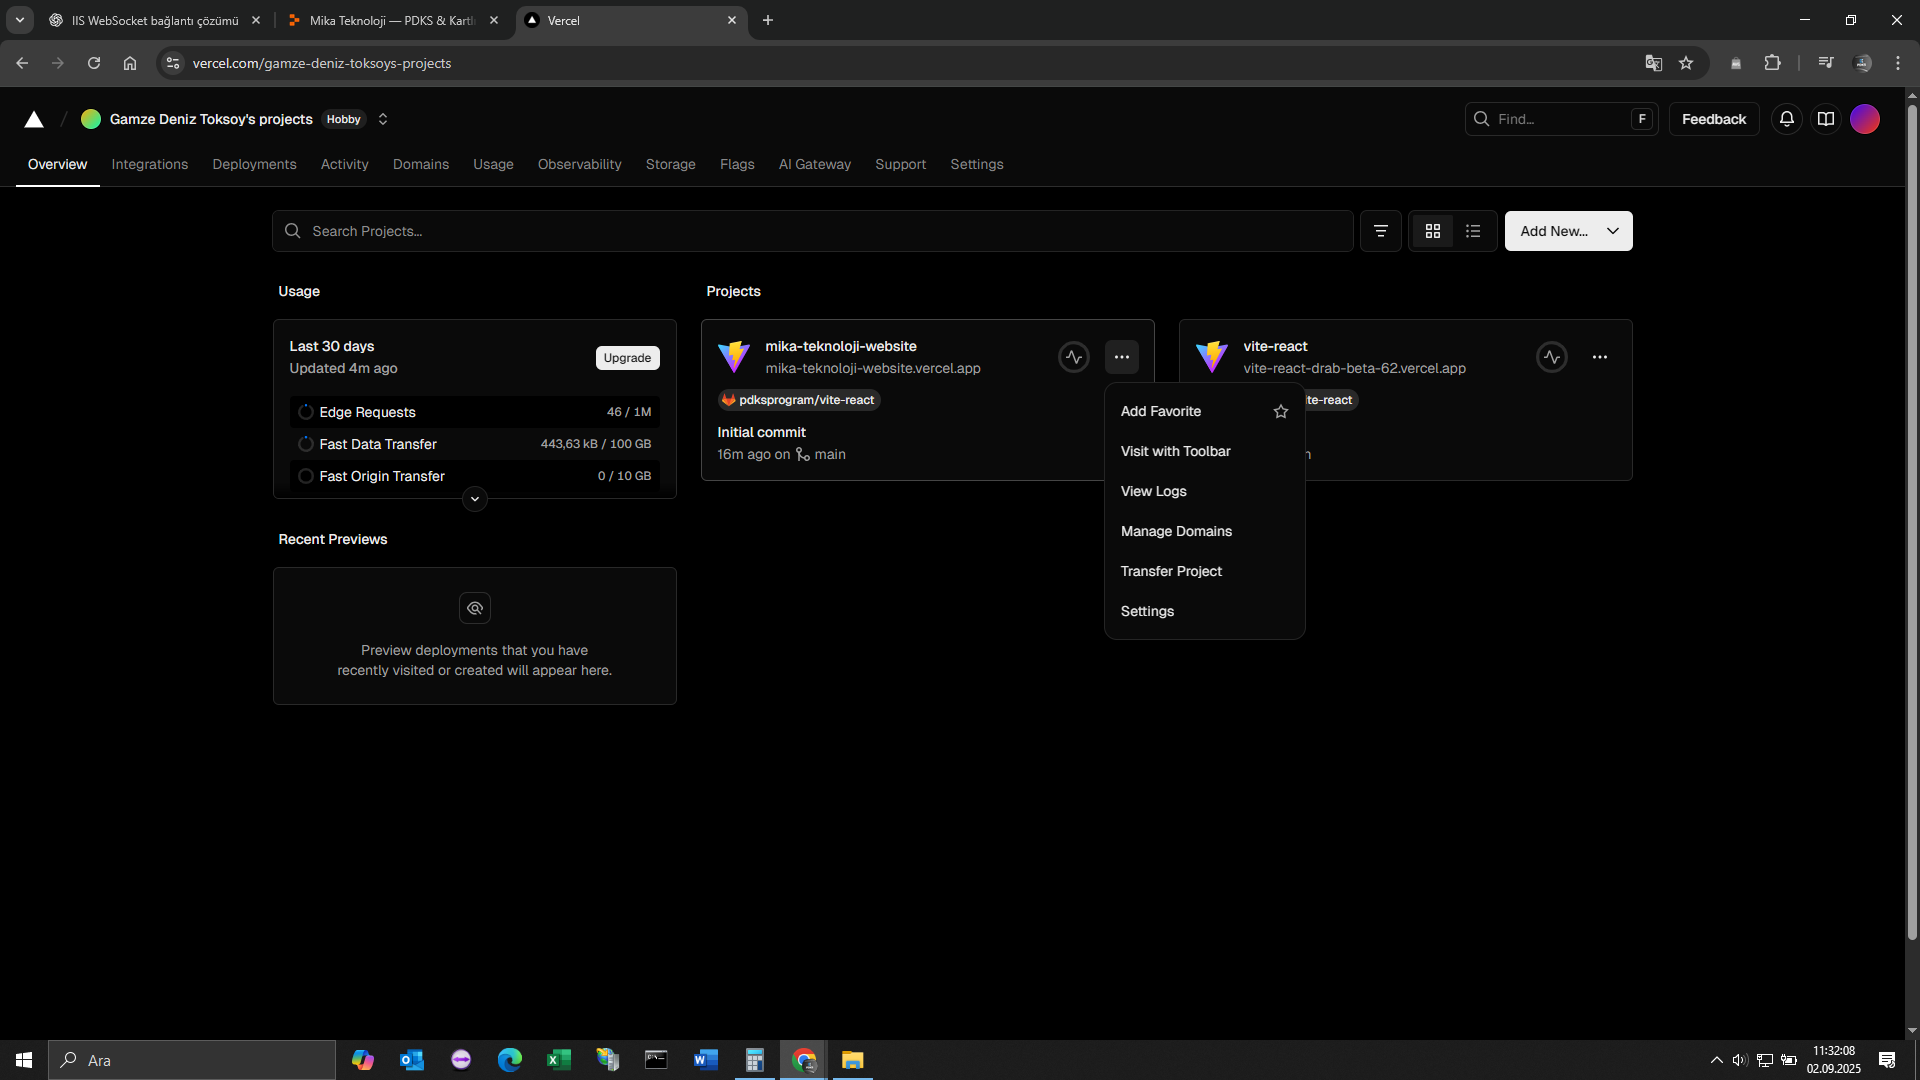 IIS WebSocket bağlantı çözümü
Mika Teknoloji — PDKS & Kartlı
Vercel
vercel.com/gamze-deniz-toksoys-projects
Gamze Deniz Toksoy's projects
Hobby
Find...
F
Feedback
Overview
Integrations
Deployments
Activity
Domains
Usage
Observability
Storage
Flags
AI Gateway
Support
Settings
Search Projects...
Add New...
Usage
Last 30 days
Updated 4m ago
Upgrade
Edge Requests
46 / 1M
Fast Data Transfer
443,63 kB / 100 GB
Fast Origin Transfer
0 / 10 GB
Recent Previews
Preview deployments that you have
recently visited or created will appear here.
Projects
mika-teknoloji-website
mika-teknoloji-website.vercel.app
pdksprogram/vite-react
Initial commit
16m ago on main
vite-react
vite-react-drab-beta-62.vercel.app
ite-react
n
Add Favorite
Visit with Toolbar
View Logs
Manage Domains
Transfer Project
Settings
Ara
11:32:08
02.09.2025